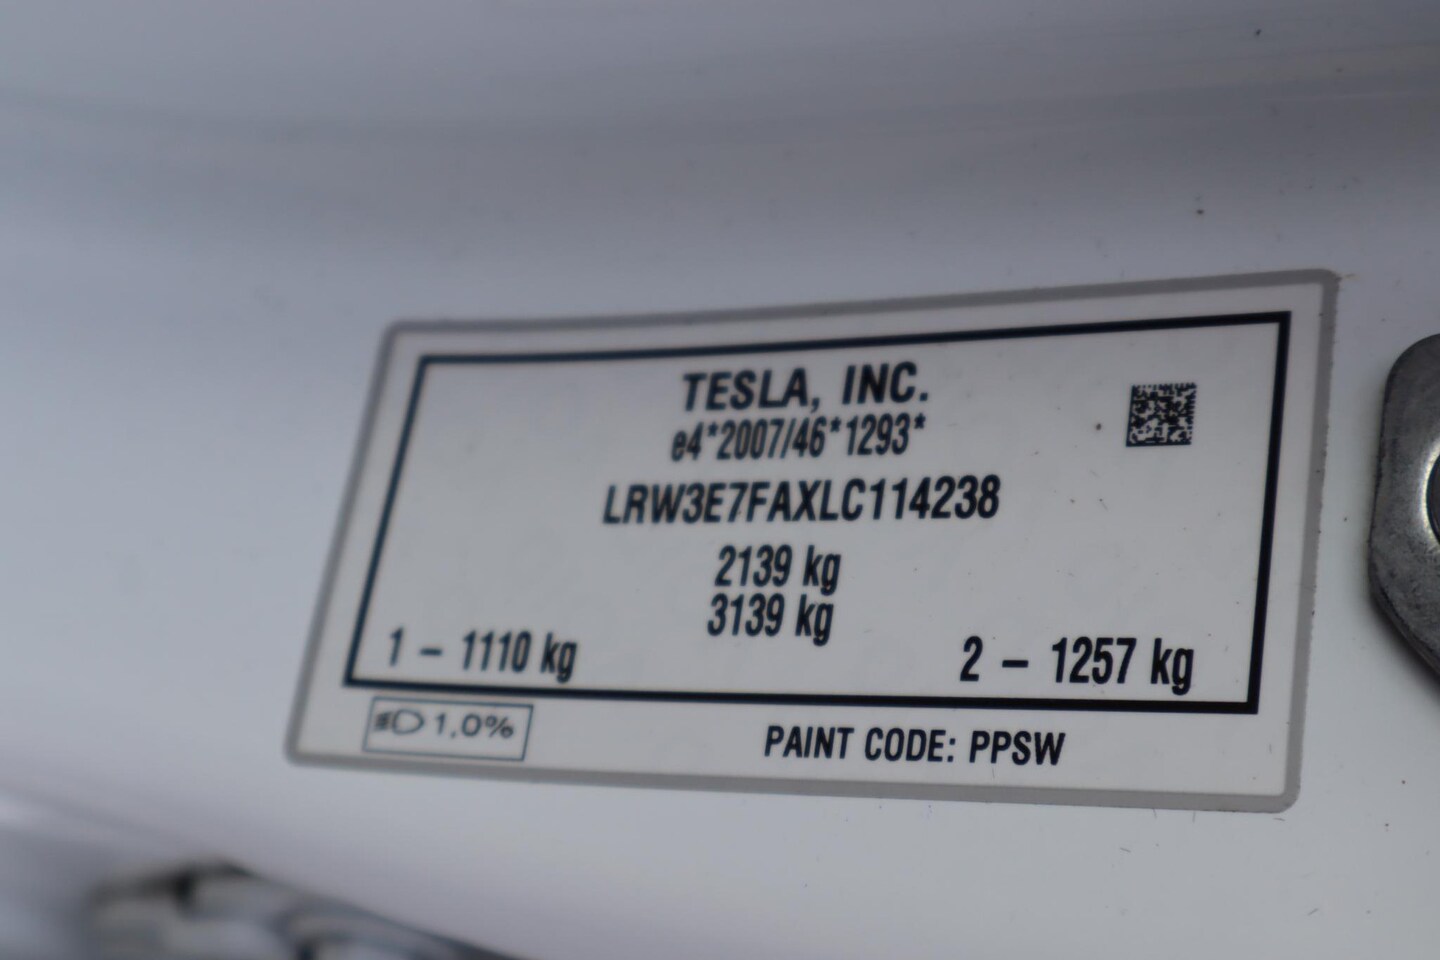 TESLA, INC.
e4*2007/46*1293*
LRW3E7FAXLC114238
2139 kg
3139 kg
1 – 1110 kg
2 – 1257 kg
1.0%
PAINT CODE: PPSW